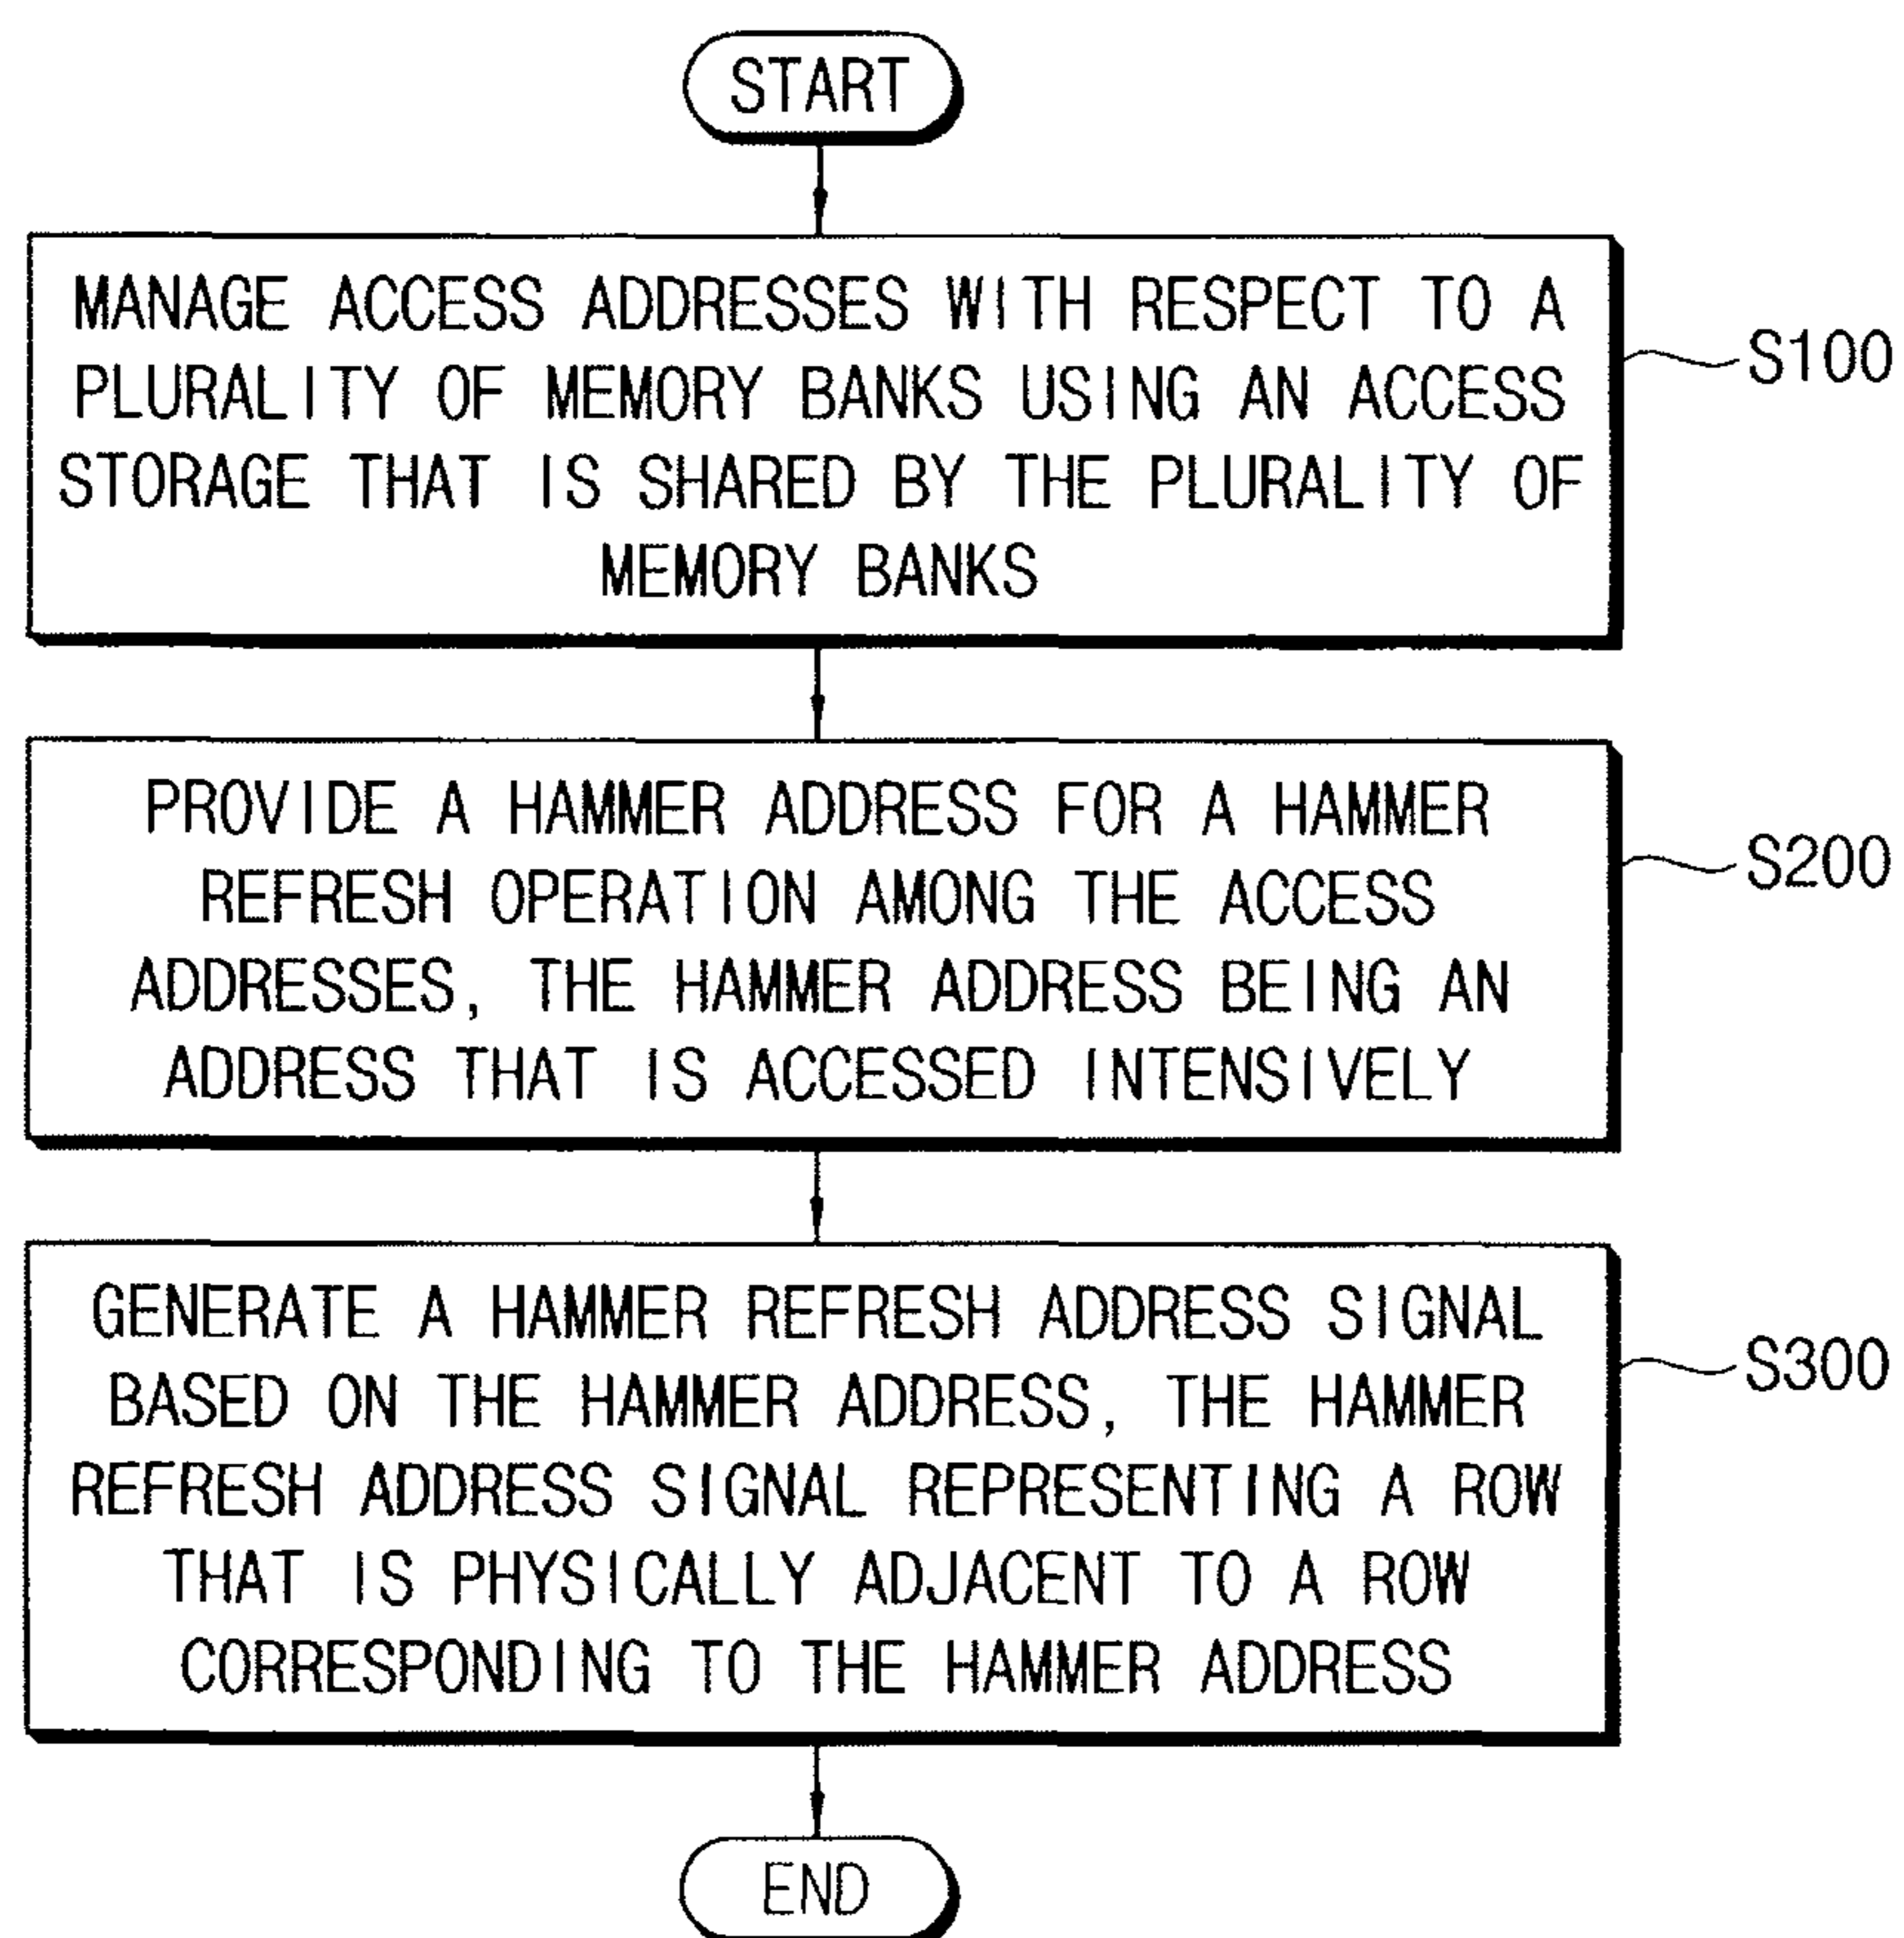 START
MANAGE ACCESS ADDRESSES WITH RESPECT TO A
PLURALITY OF MEMORY BANKS USING AN ACCESS
STORAGE THAT IS SHARED BY THE PLURALITY OF
MEMORY BANKS
S100
PROVIDE A HAMMER ADDRESS FOR A HAMMER
REFRESH OPERATION AMONG THE ACCESS
ADDRESSES, THE HAMMER ADDRESS BEING AN
ADDRESS THAT IS ACCESSED INTENSIVELY
S200
GENERATE A HAMMER REFRESH ADDRESS SIGNAL
BASED ON THE HAMMER ADDRESS, THE HAMMER
REFRESH ADDRESS SIGNAL REPRESENTING A ROW
THAT IS PHYSICALLY ADJACENT TO A ROW
CORRESPONDING TO THE HAMMER ADDRESS
S300
END